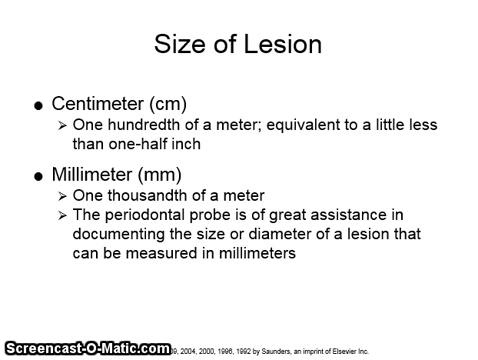 Size of Lesion
● Centimeter (cm)
➢ One hundredth of a meter; equivalent to a little less
than one-half inch
● Millimeter (mm)
➢ One thousandth of a meter
➢ The periodontal probe is of great assistance in
documenting the size or diameter of a lesion that
can be measured in millimeters
Screencast-O-Matic.com 9, 2004, 2000, 1996, 1992 by Saunders, an imprint of Elsevier Inc.